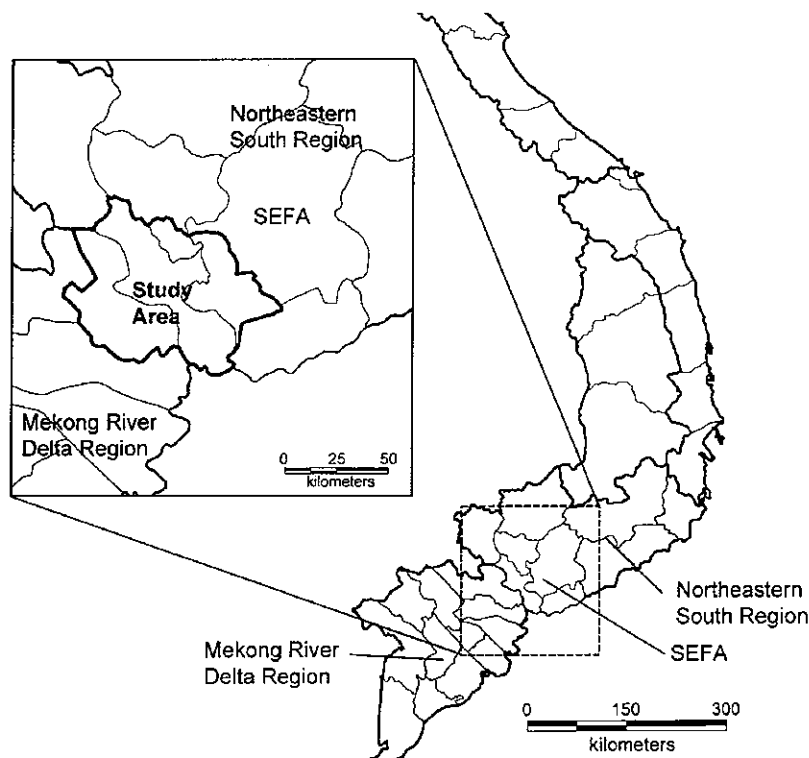 Northeastern
South Region
SEFA
Study
Area
Mekong River
Delta Region
0 25 50
kilometers
Northeastern
South Region
SEFA
Mekong River
Delta Region
0 150 300
kilometers